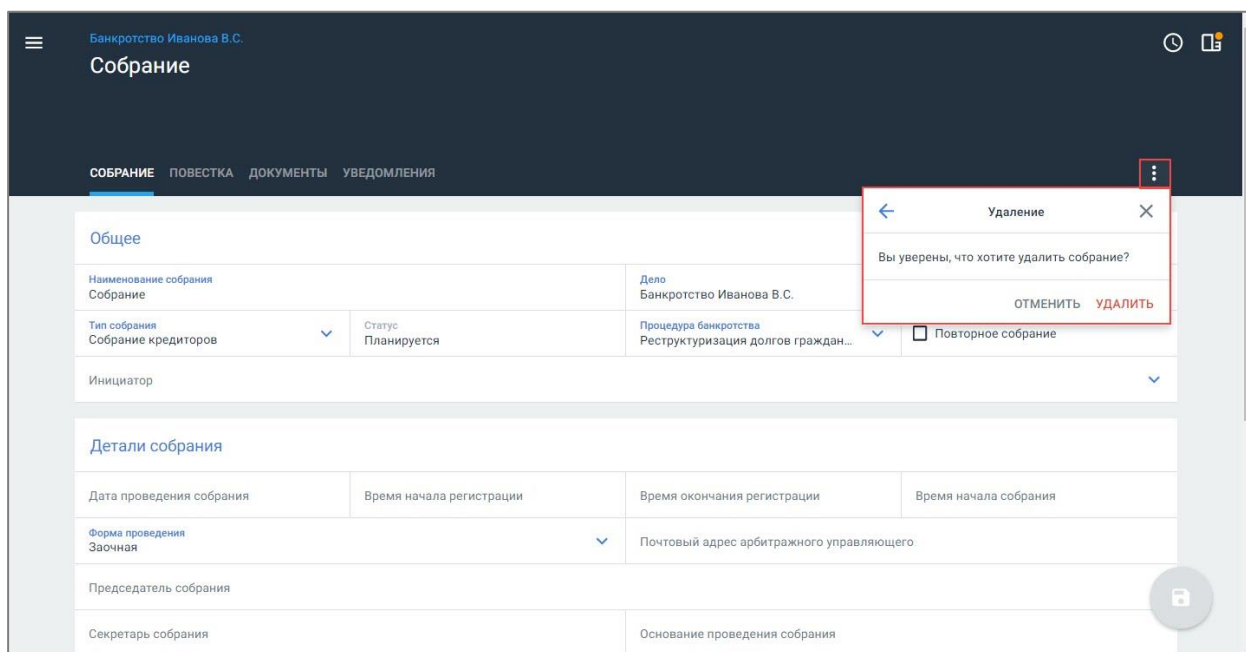 Банкротство Иванова В.С.
Собрание
СОБРАНИЕ ПОВЕСТКА ДОКУМЕНТЫ УВЕДОМЛЕНИЯ
Удаление
Вы уверены, что хотите удалить собрание?
ОТМЕНИТЬ УДАЛИТЬ
Общее
Наименование собрания
Собрание
Дело
Банкротство Иванова В.С.
Тип собрания
Собрание кредиторов
Статус
Планируется
Процедура банкротства
Реструктуризация долгов граждан...
Повторное собрание
Инициатор
Детали собрания
Дата проведения собрания
Время начала регистрации
Время окончания регистрации
Время начала собрания
Форма проведения
Заочная
Почтовый адрес арбитражного управляющего
Председатель собрания
Секретарь собрания
Основание проведения собрания